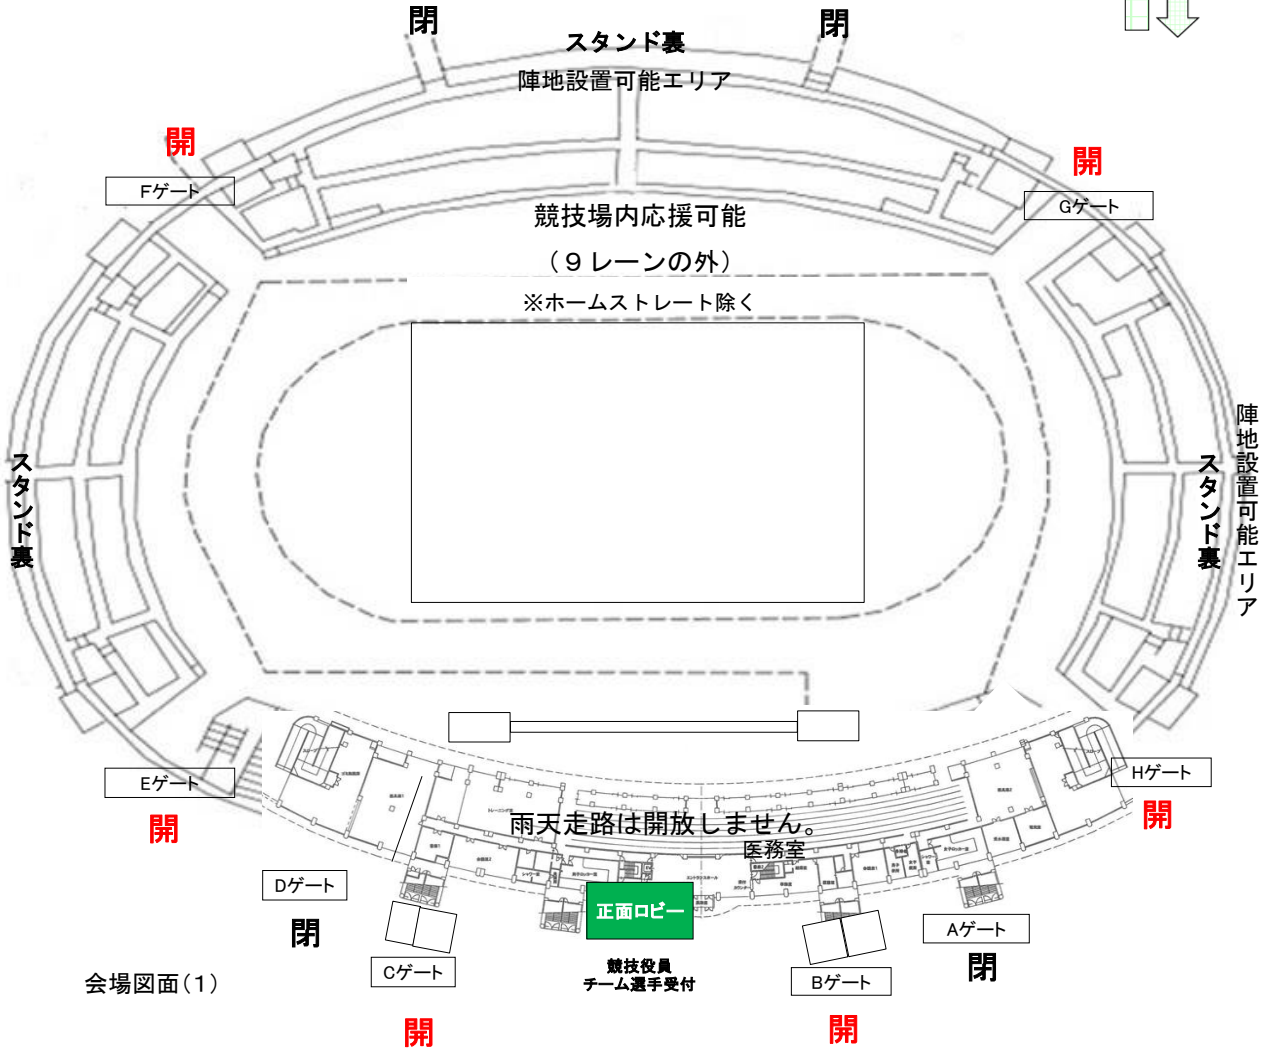 閉
閉
スタンド裏
陣地設置可能エリア
開
開
Fゲート
Gゲート
競技場内応援可能
（９レーンの外）
※ホームストレート除く
スタンド裏
スタンド裏
陣地設置可能エリア
Eゲート
開
Hゲート
開
雨天走路は開放しません。
医務室
Dゲート
閉
正面ロビー
Aゲート
閉
Cゲート
競技役員
チーム選手受付
Bゲート
会場図面（１）
開
開